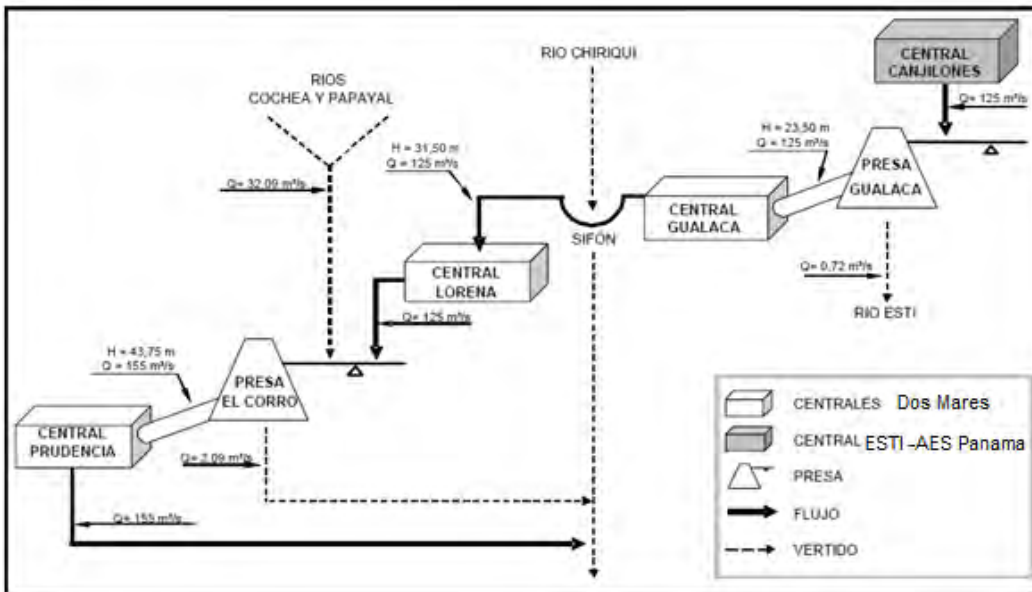 CENTRAL
CANJILONES
Q= 125 m³/s
RIO CHIRIQUI
RIOS
COCHEA Y PAPAYAL
H = 31,50 m
Q = 125 m³/s
H = 23,50 m
Q = 125 m³/s
PRESA
GUALACA
Q= 32.09 m³/s
CENTRAL
GUALACA
SIFÓN
CENTRAL
LORENA
Q= 0,72 m³/s
Q= 125 m³/s
RIO ESTI
H = 43,75 m
Q = 155 m³/s
PRESA
EL CORRO
CENTRAL
PRUDENCIA
Q= 2.09 m³/s
Q= 155 m³/s
CENTRALES Dos Mares
CENTRAL ESTI -AES Panama
PRESA
FLUJO
VERTIDO